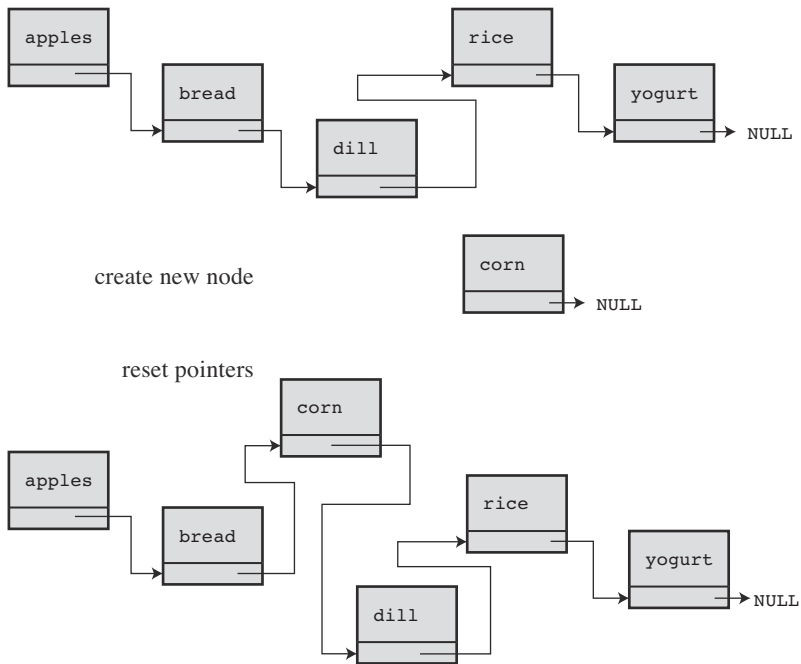 apples
bread
dill
rice
yogurt
NULL
create new node
corn
NULL
reset pointers
apples
bread
corn
dill
rice
yogurt
NULL